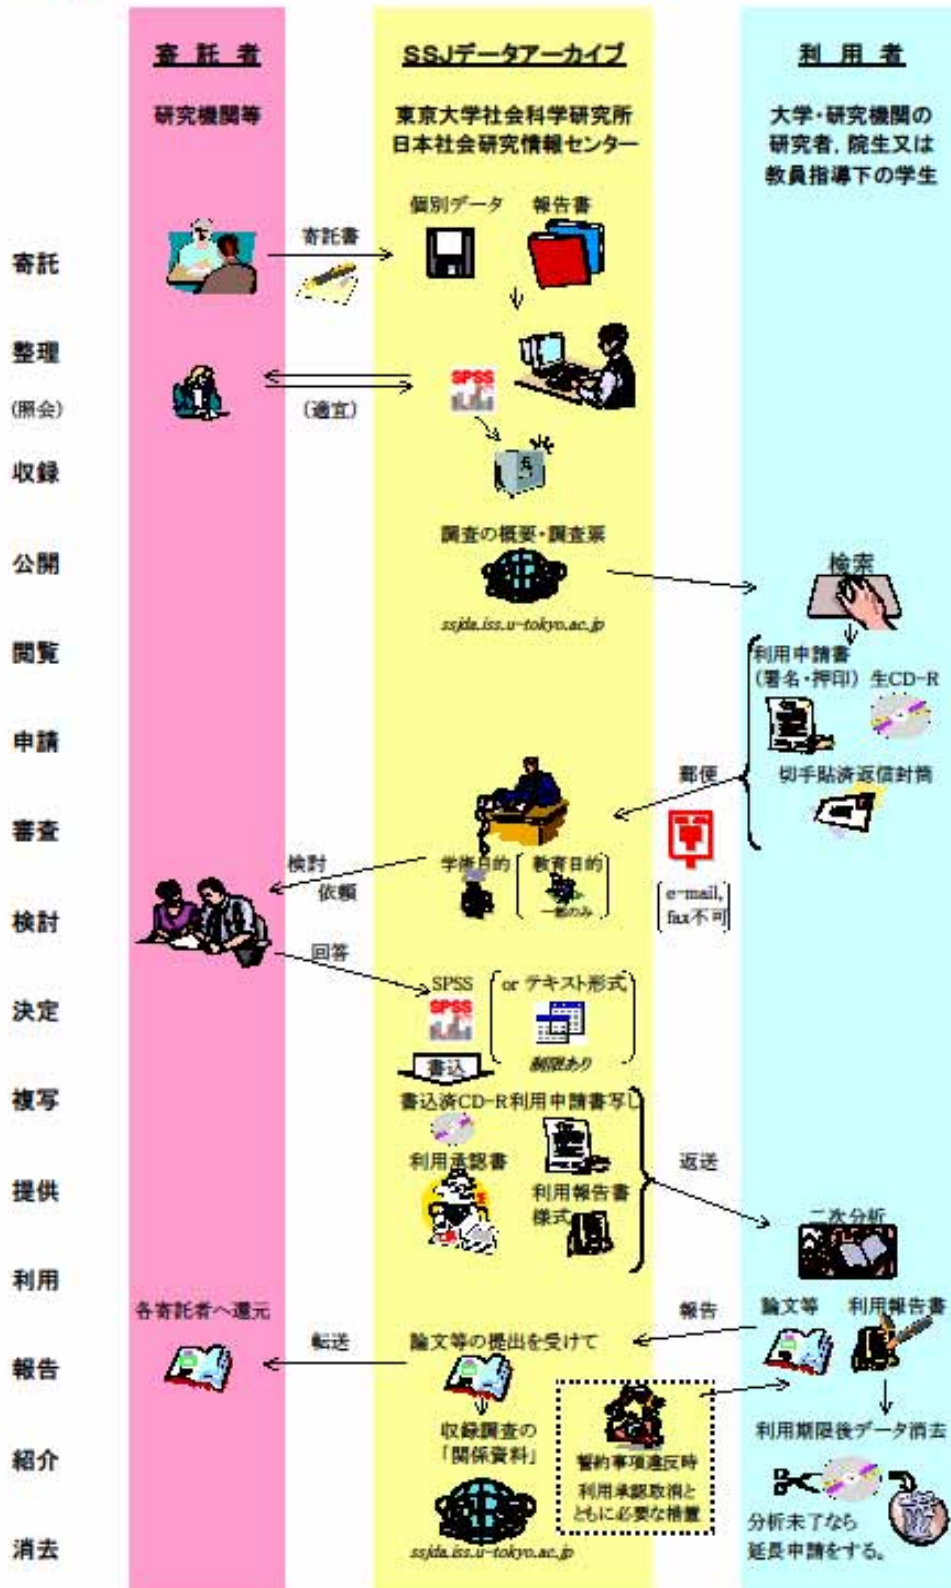 寄託者
SSJデータアーカイブ
利用者
研究機関等
東京大学社会科学研究所
日本社会研究情報センター
大学・研究機関の
研究者，院生又は
教員指導下の学生
個別データ
報告書
寄託
寄託書
整理
(照会)
(適宜)
SPSS
収録
調査の概要・調査票
公開
検索
ssjda.iss.u-tokyo.ac.jp
閲覧
利用申請書
(署名・押印)
生CD-R
申請
郵便
切手貼済返信封筒
審査
検討
依頼
学術目的
教育目的
一部のみ
e-mail,
fax不可
検討
回答
SPSS
or テキスト形式
SPSS
決定
制限あり
書込
複写
書込済CD-R
利用申請書写し
利用承認書
返送
提供
利用報告書
様式
二次分析
利用
各寄託者へ還元
報告
論文等
利用報告書
転送
論文等の提出を受けて
報告
収録調査の
「関係資料」
誓約事項違反時
利用承認取消と
ともに必要な措置
利用期限後データ消去
紹介
分析未了なら
延長申請をする。
消去
ssjda.iss.u-tokyo.ac.jp